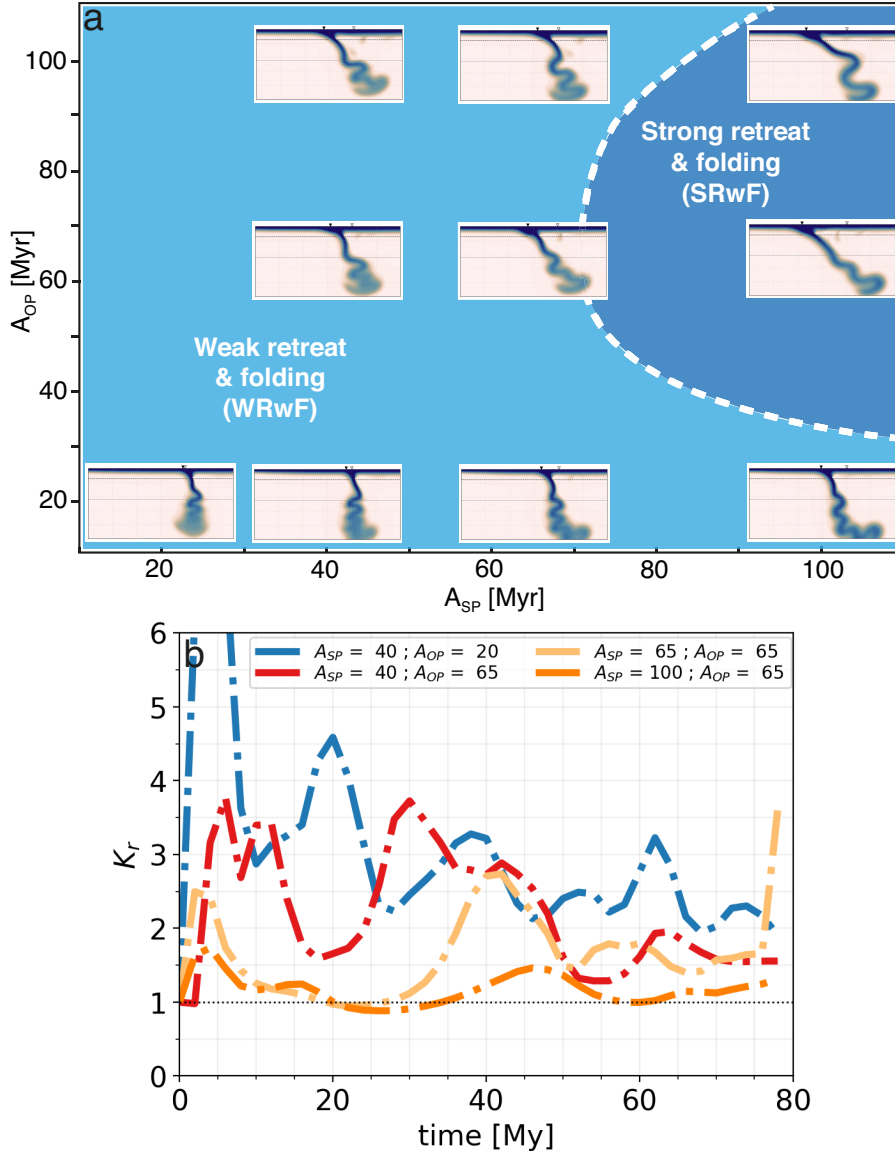 a
100
80
60
40
20
A_OP [Myr]
Strong retreat
& folding
(SRwF)
Weak retreat
& folding
(WRwF)
20 40 60 80 100
A_SP [Myr]
b
A_SP = 40 ; A_OP = 20
A_SP = 40 ; A_OP = 65
A_SP = 65 ; A_OP = 65
A_SP = 100 ; A_OP = 65
6
5
4
3
2
1
0
K_r
0 20 40 60 80
time [My]